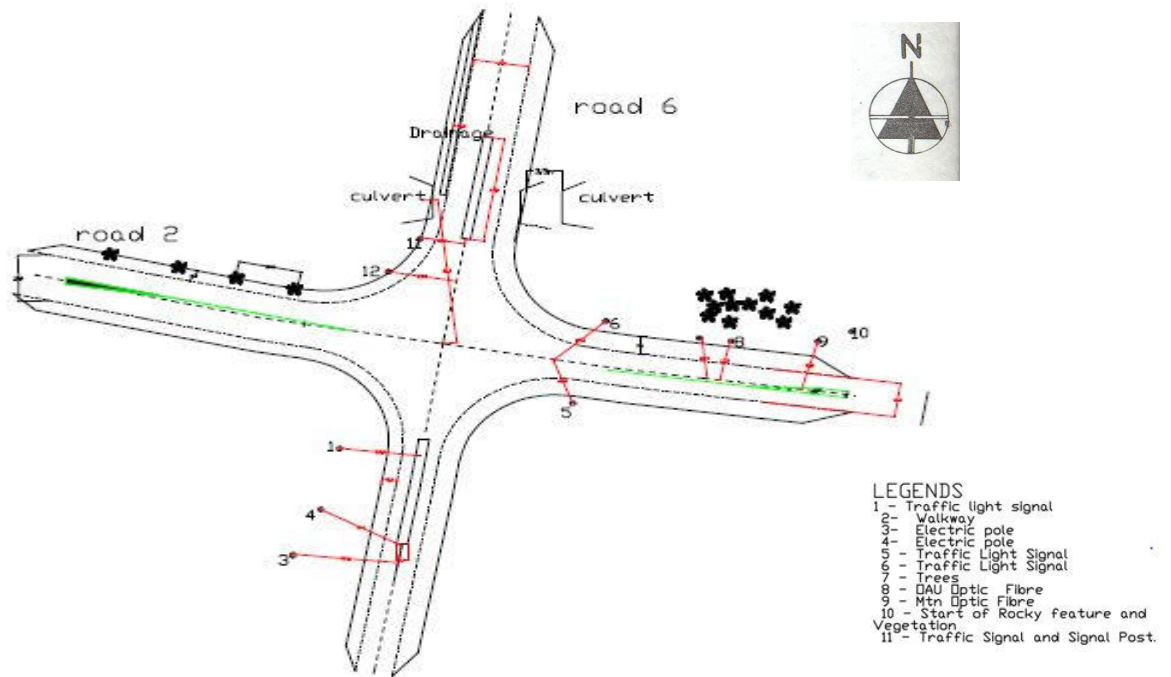 N
road 6
Drainage
culvert
culvert
road 2
11
12
6
8
9
10
5
1
4
3
LEGENDS
1 - Traffic light signal
2- Walkway
3- Electric pole
4- Electric pole
5 - Traffic Light Signal
6 - Traffic Light Signal
7 - Trees
8 - OAU Optic Fibre
9 - Mtn Optic Fibre
10 - Start of Rocky feature and
Vegetation
11 - Traffic Signal and Signal Post.